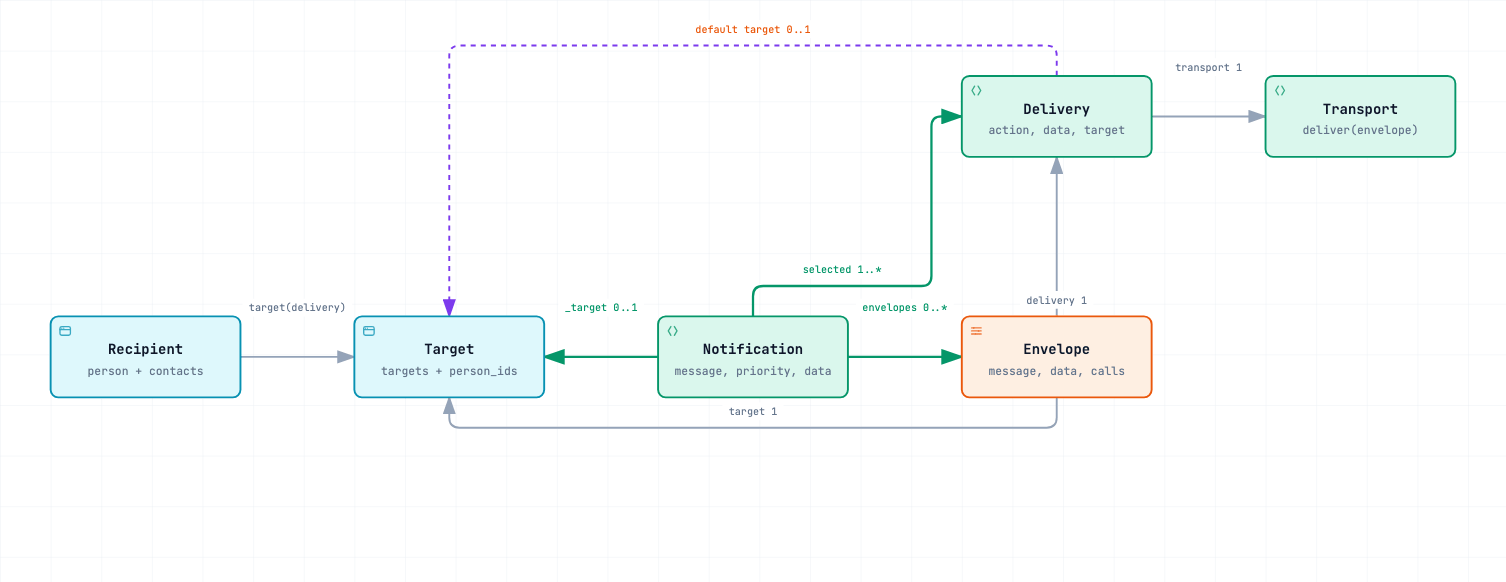 default target 0..1
transport 1
Delivery
action, data, target
Transport
deliver(envelope)
selected 1..*
target(delivery)
_target 0..1
envelopes 0..*
delivery 1
Recipient
person + contacts
Target
targets + person_ids
Notification
message, priority, data
Envelope
message, data, calls
target 1